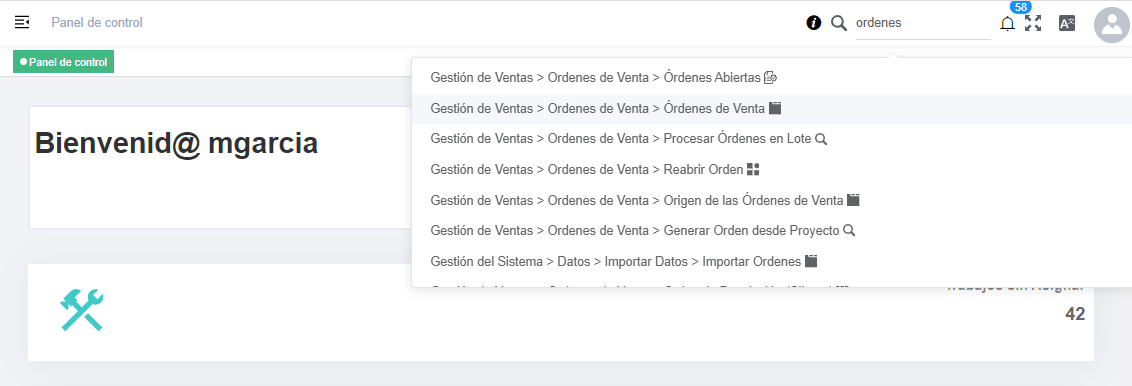 Panel de control
i
ordenes
58
A
Panel de control
Gestión de Ventas > Ordenes de Venta > Órdenes Abiertas
Gestión de Ventas > Ordenes de Venta > Órdenes de Venta
Gestión de Ventas > Ordenes de Venta > Procesar Órdenes en Lote
Gestión de Ventas > Ordenes de Venta > Reabrir Orden
Gestión de Ventas > Ordenes de Venta > Origen de las Órdenes de Venta
Gestión de Ventas > Ordenes de Venta > Generar Orden desde Proyecto
Gestión del Sistema > Datos > Importar Datos > Importar Ordenes
Bienvenid@ mgarcia
Trabajos sin Asignar
42